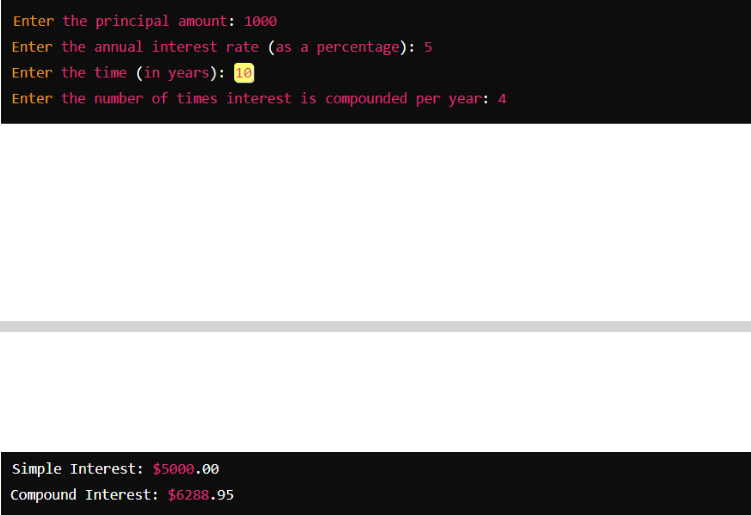 Enter the principal amount: 1000
Enter the annual interest rate (as a percentage): 5
Enter the time (in years): 10
Enter the number of times interest is compounded per year: 4
Simple Interest: $5000.00
Compound Interest: $6288.95